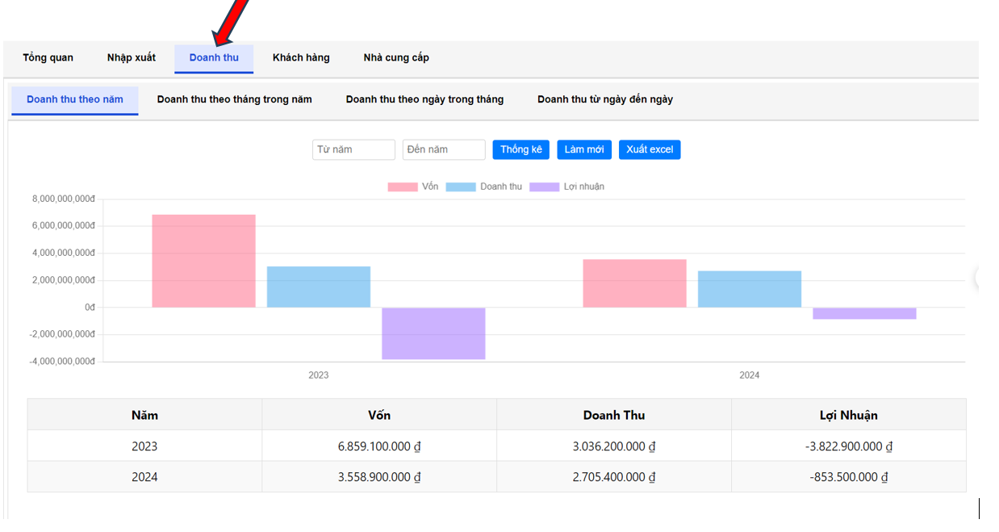 Tổng quan Nhập xuất Doanh thu Khách hàng Nhà cung cấp
Doanh thu theo năm Doanh thu theo tháng trong năm Doanh thu theo ngày trong tháng Doanh thu từ ngày đến ngày
Từ năm Đến năm Thống kê Làm mới Xuất excel
Vốn Doanh thu Lợi nhuận
8,000,000,000đ
6,000,000,000đ
4,000,000,000đ
2,000,000,000đ
0đ
-2,000,000,000đ
-4,000,000,000đ
2023 2024
Năm Vốn Doanh Thu Lợi Nhuận
2023 6.859.100.000 ₫ 3.036.200.000 ₫ -3.822.900.000 ₫
2024 3.558.900.000 ₫ 2.705.400.000 ₫ -853.500.000 ₫